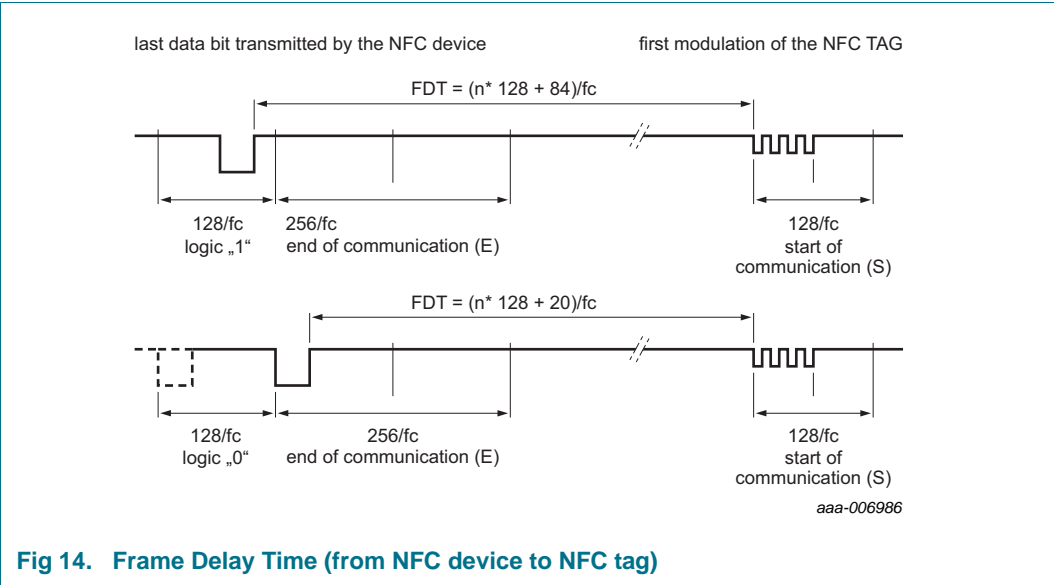 last data bit transmitted by the NFC device
first modulation of the NFC TAG
FDT = (n* 128 + 84)/fc
128/fc
logic „1“
256/fc
end of communication (E)
128/fc
start of
communication (S)
FDT = (n* 128 + 20)/fc
128/fc
logic „0“
256/fc
end of communication (E)
128/fc
start of
communication (S)
aaa-006986
Fig 14. Frame Delay Time (from NFC device to NFC tag)